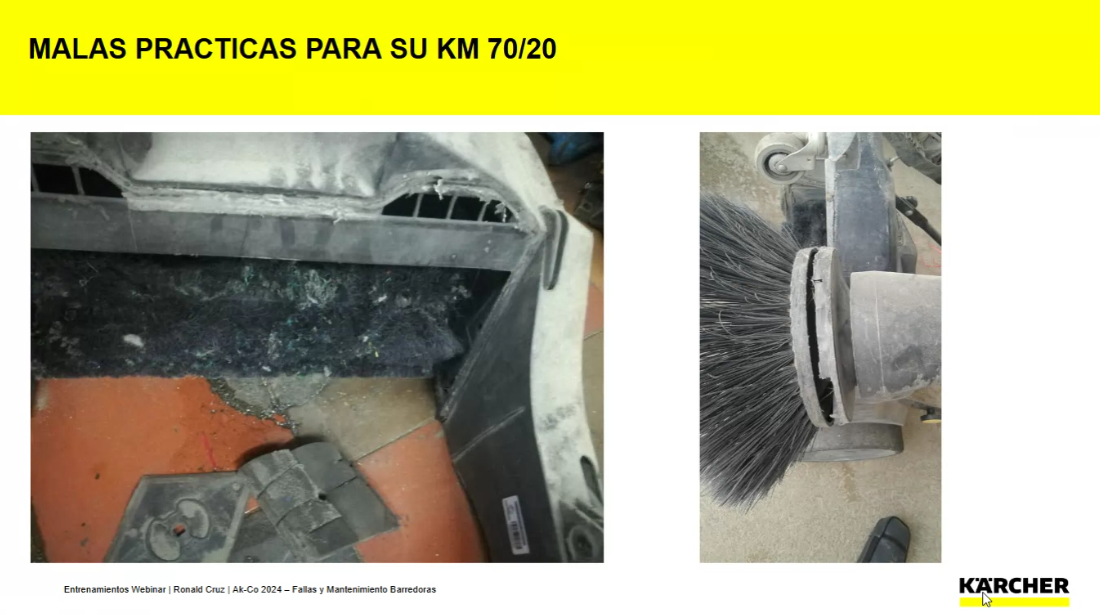 MALAS PRACTICAS PARA SU KM 70/20
Entrenamientos Webinar | Ronald Cruz | Ak-Co 2024 – Fallas y Mantenimiento Barredoras
KÄRCHER